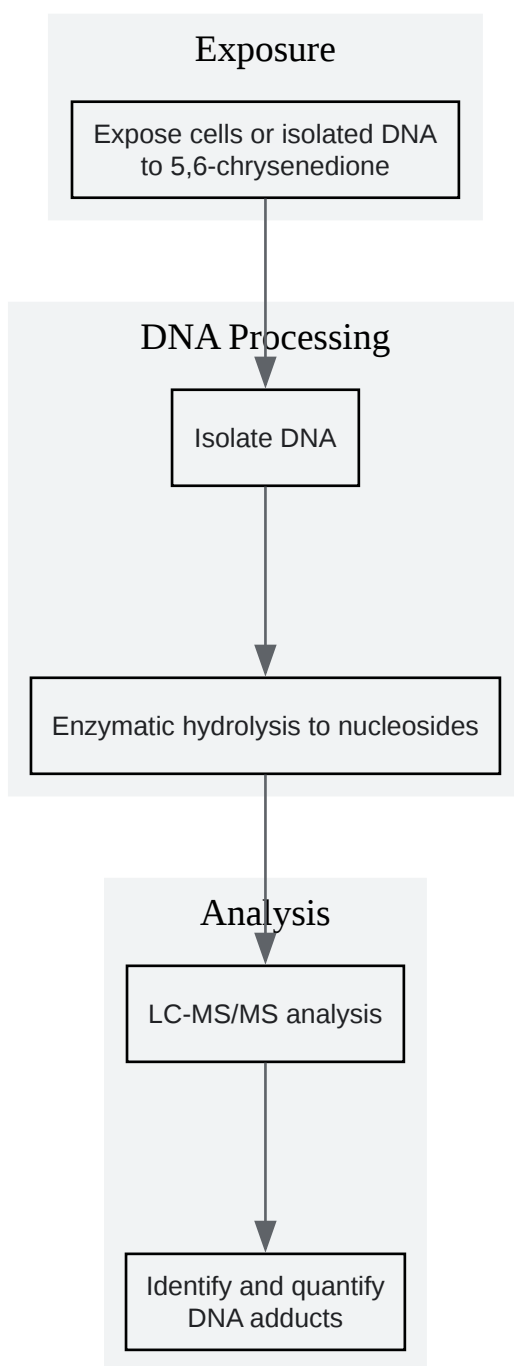 Exposure
Expose cells or isolated DNA
to 5,6-chrysenedione
DNA Processing
Isolate DNA
Enzymatic hydrolysis to nucleosides
Analysis
LC-MS/MS analysis
Identify and quantify
DNA adducts